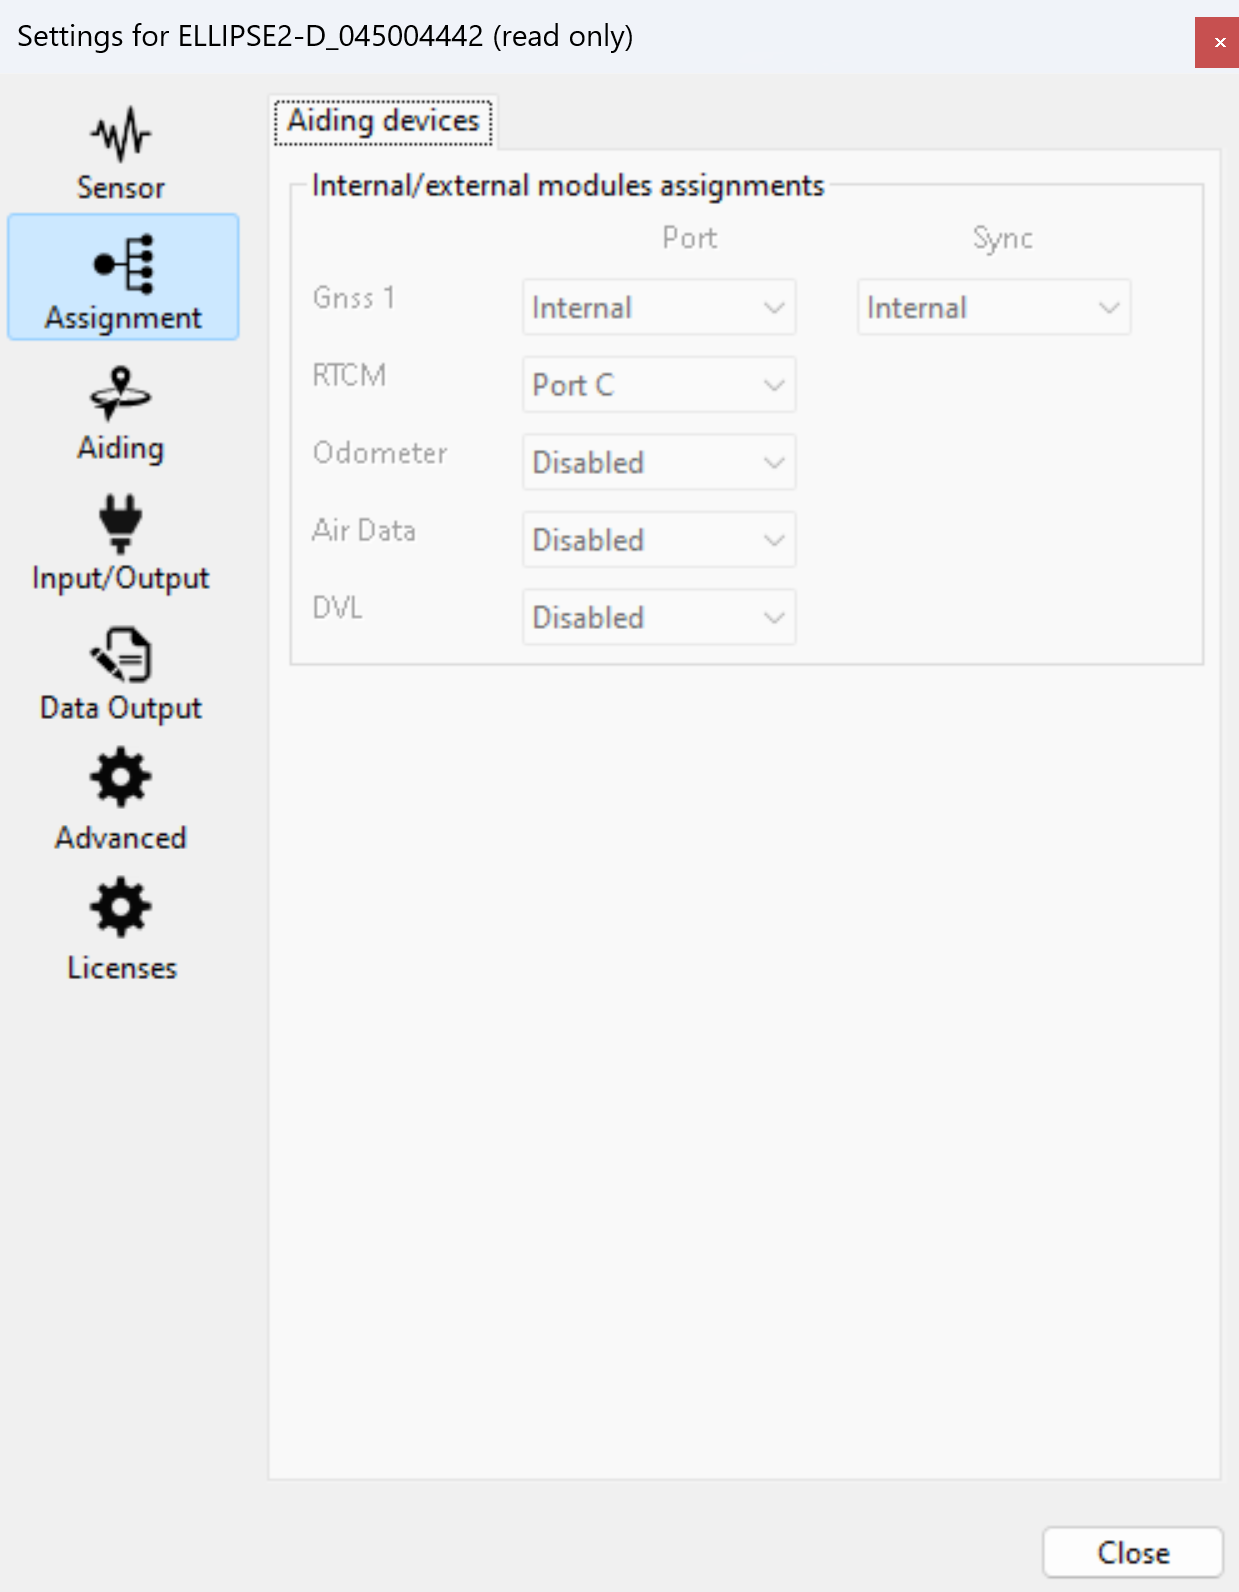 Settings for ELLIPSE2-D_045004442 (read only)
Sensor
Assignment
Aiding
Input/Output
Data Output
Advanced
Licenses
Aiding devices
Internal/external modules assignments
Port Sync
Gnss 1 Internal Internal
RTCM Port C
Odometer Disabled
Air Data Disabled
DVL Disabled
Close